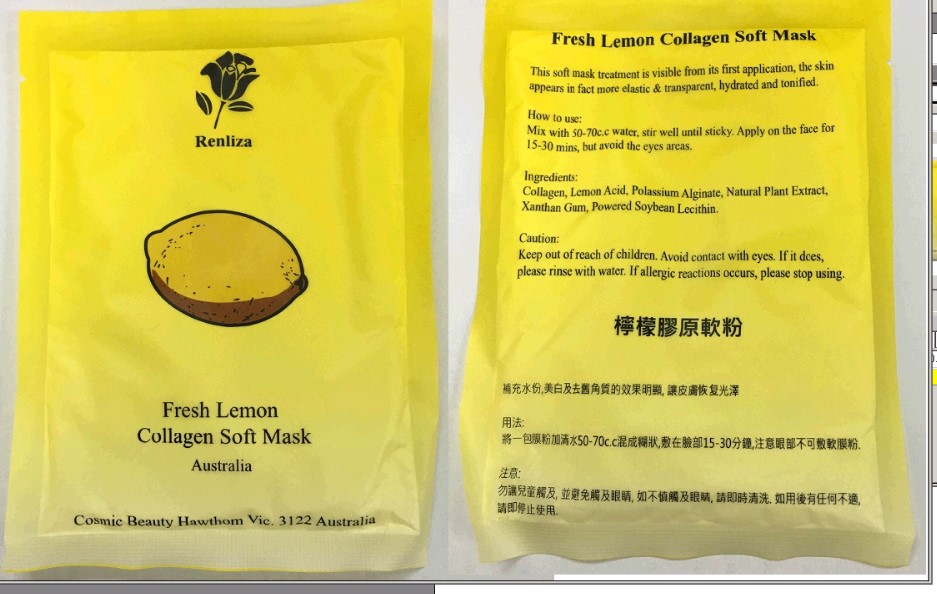 Renliza
Fresh Lemon
Collagen Soft Mask
Australia
Cosmic Beauty Hawthom Vic. 3122 Australia
Fresh Lemon Collagen Soft Mask
This soft mask treatment is visible from its first application, the skin
appears in fact more elastic & transparent, hydrated and tonified.
How to use:
Mix with 50-70c.c water, stir well until sticky. Apply on the face for
15-30 mins, but avoid the eyes areas.
Ingredients:
Collagen, Lemon Acid, Polassium Alginate, Natural Plant Extract,
Xanthan Gum, Powered Soybean Lecithin.
Caution:
Keep out of reach of children. Avoid contact with eyes. If it dces,
please rinse with water. If allergic reactions occurs, please stop using.
檸檬膠原軟粉
補充水份,美白及去舊角質的效果明顯, 讓皮膚恢复光澤
用法:
將一包膜粉加清水50-70c.c混成糊狀,敷在臉部15-30分鐘,注意眼部不可敷軟膜粉.
注意:
勿讓兒童觸及, 並避免觸及眼睛, 如不慎觸及眼睛, 請即時清洗. 如用後有任何不適,
請即停止使用.